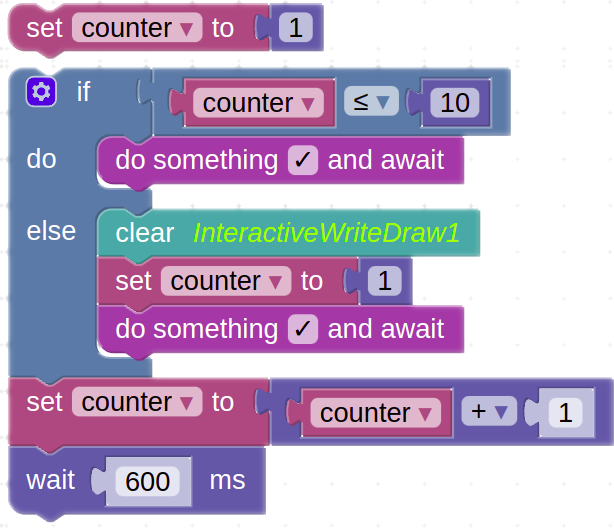 set counter ▾ to 1
if counter ▾ ≤ ▾ 10
do do something ✓ and await
else clear InteractiveWriteDraw1
set counter ▾ to 1
do something ✓ and await
set counter ▾ to counter ▾ + ▾ 1
wait 600 ms